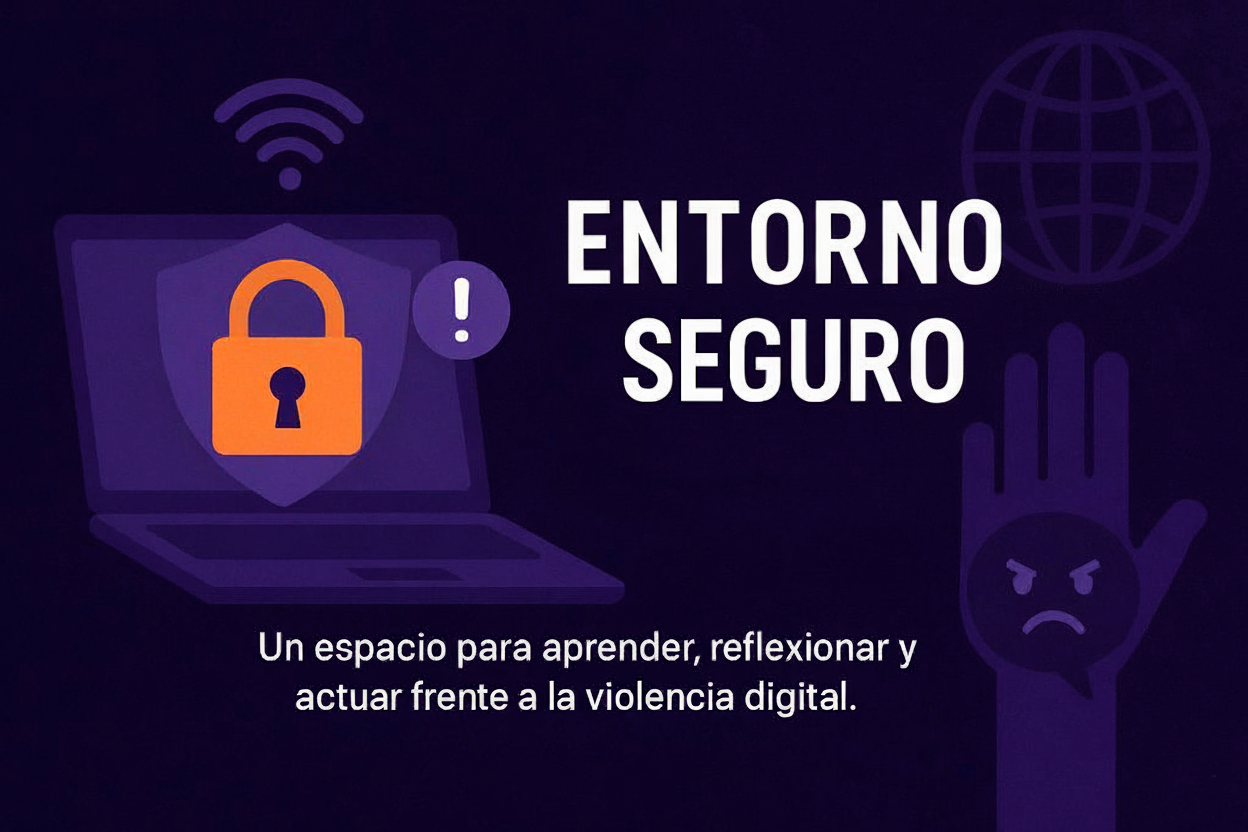 ENTORNO
SEGURO
Un espacio para aprender, reflexionar y
actuar frente a la violencia digital.